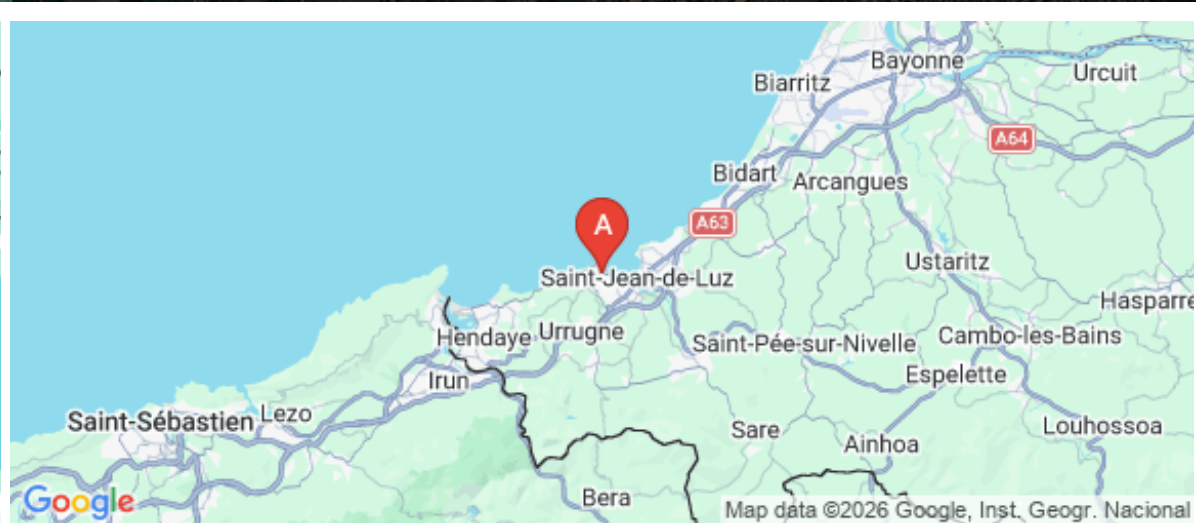 Bayonne
Urcuit
Biarritz
A64
Bidart
Arcangues
A
A63
Ustaritz
Saint-Jean-de-Luz
Hasparre
Hendaye
Urrugne
Saint-Pée-sur-Nivelle
Cambo-les-Bains
Irun
Espelette
Saint-Sébastien
Lezo
Sare
Ainhoa
Louhossoa
Bera
Google
Map data ©2026 Google, Inst. Geogr. Nacional